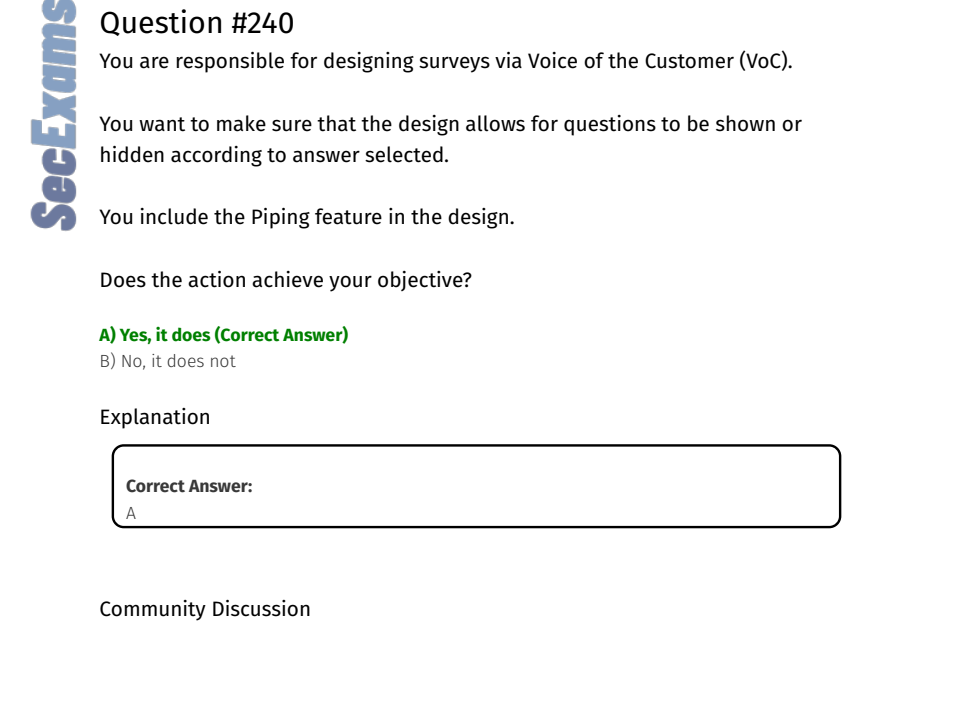 SecExams
Question #240
You are responsible for designing surveys via Voice of the Customer (VoC).
You want to make sure that the design allows for questions to be shown or
hidden according to answer selected.
You include the Piping feature in the design.
Does the action achieve your objective?
A) Yes, it does (Correct Answer)
B) No, it does not
Explanation
Correct Answer:
A
Community Discussion